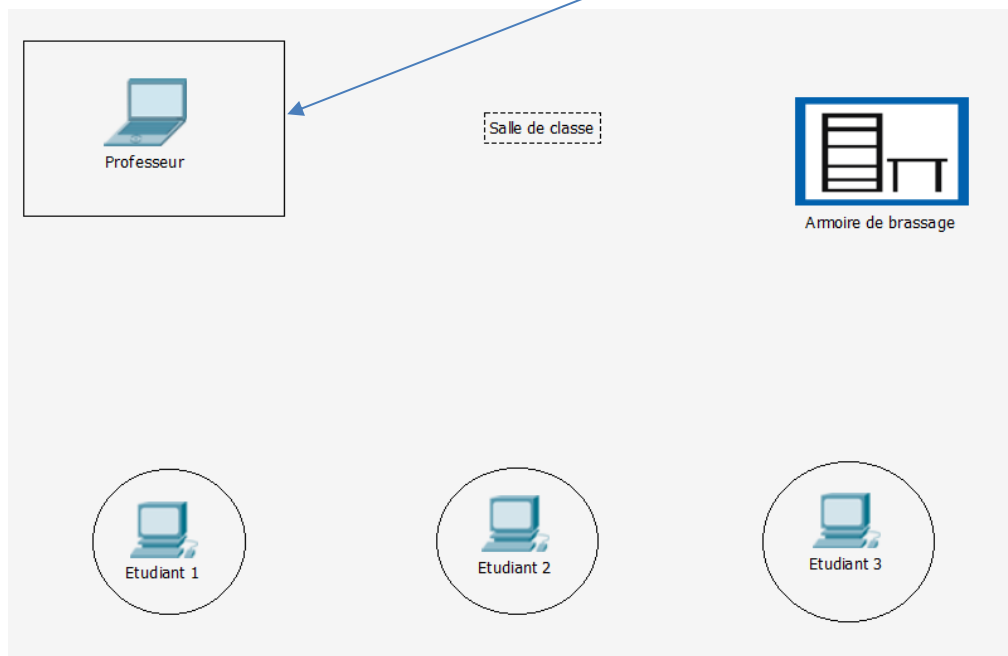 Salle de classe
Professeur
Armoire de brassage
Etudiant 1
Etudiant 2
Etudiant 3